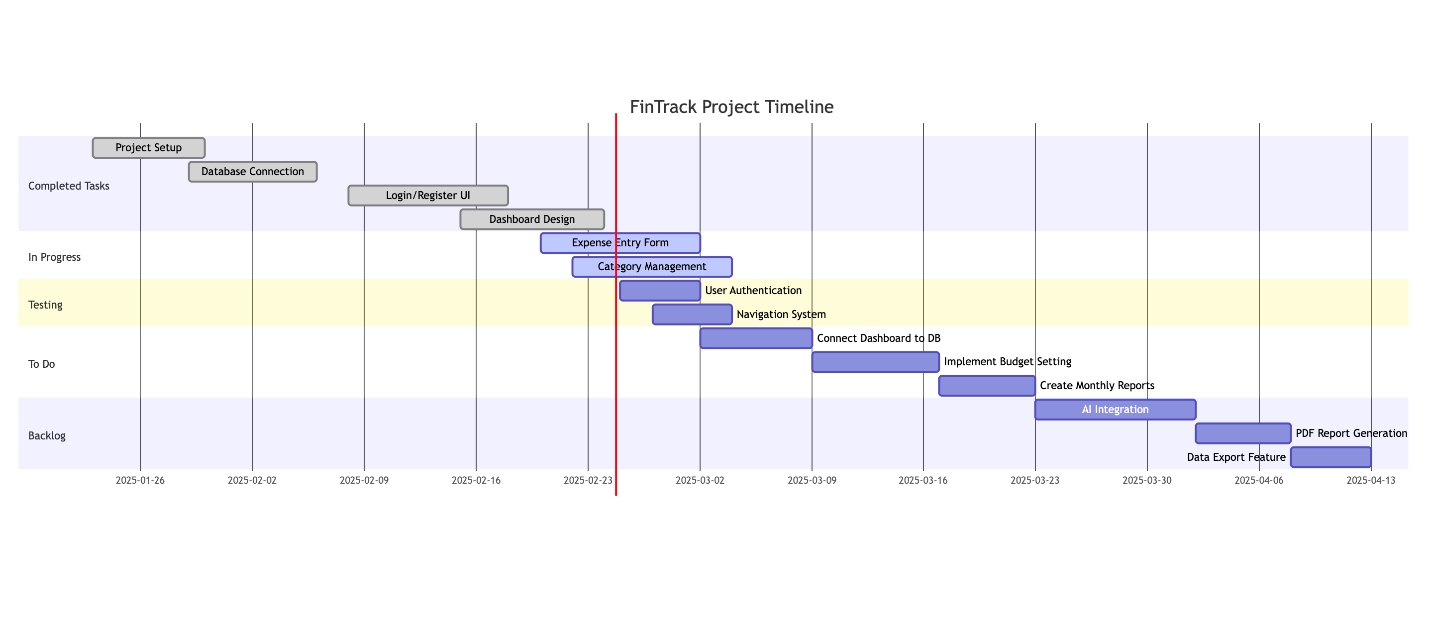 FinTrack Project Timeline
Completed Tasks
Project Setup
Database Connection
Login/Register UI
Dashboard Design
In Progress
Expense Entry Form
Category Management
Testing
User Authentication
Navigation System
To Do
Connect Dashboard to DB
Implement Budget Setting
Create Monthly Reports
Backlog
AI Integration
PDF Report Generation
Data Export Feature
2025-01-26 2025-02-02 2025-02-09 2025-02-16 2025-02-23 2025-03-02 2025-03-09 2025-03-16 2025-03-23 2025-03-30 2025-04-06 2025-04-13